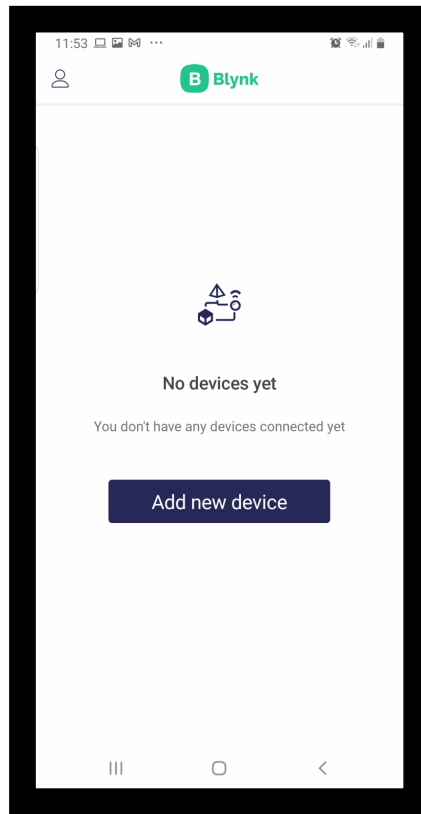 11:53
B Blynk
No devices yet
You don't have any devices connected yet
Add new device